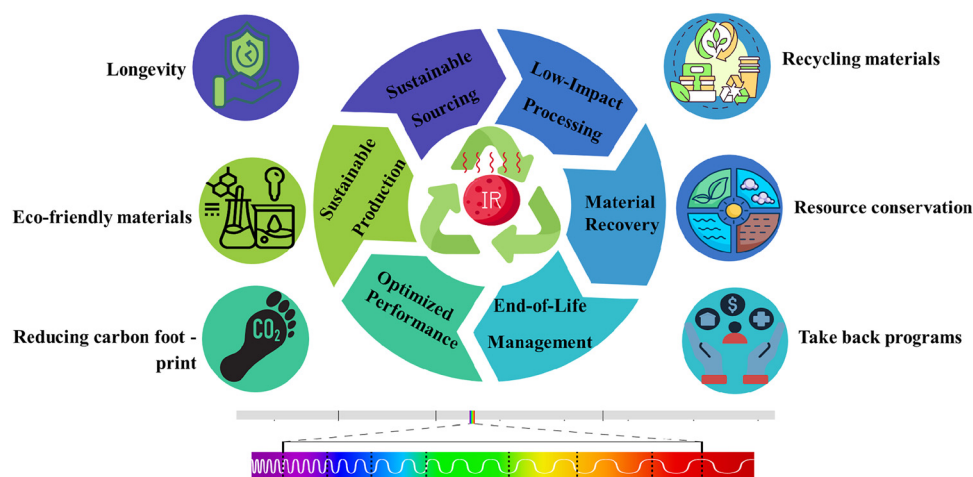 Longevity
Eco-friendly materials
Reducing carbon foot -
print
Sustainable
Sourcing
Low-Impact
Processing
Material
Recovery
End-of-Life
Management
Optimized
Performance
Sustainable
Production
IR
CO2
$
Recycling materials
Resource conservation
Take back programs